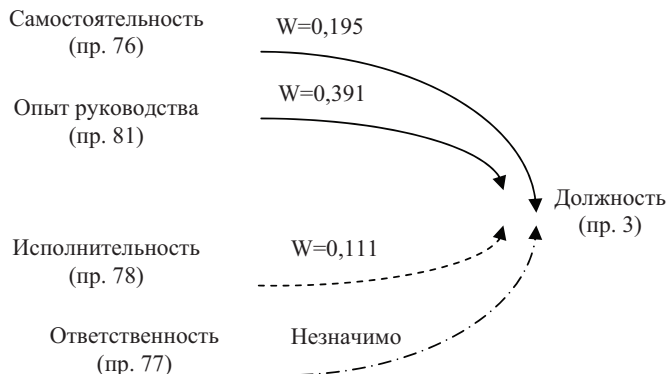 Самостоятельность
(пр. 76)
W=0,195
Опыт руководства
(пр. 81)
W=0,391
Должность
(пр. 3)
Исполнительность
(пр. 78)
W=0,111
Ответственность
(пр. 77)
Незначимо